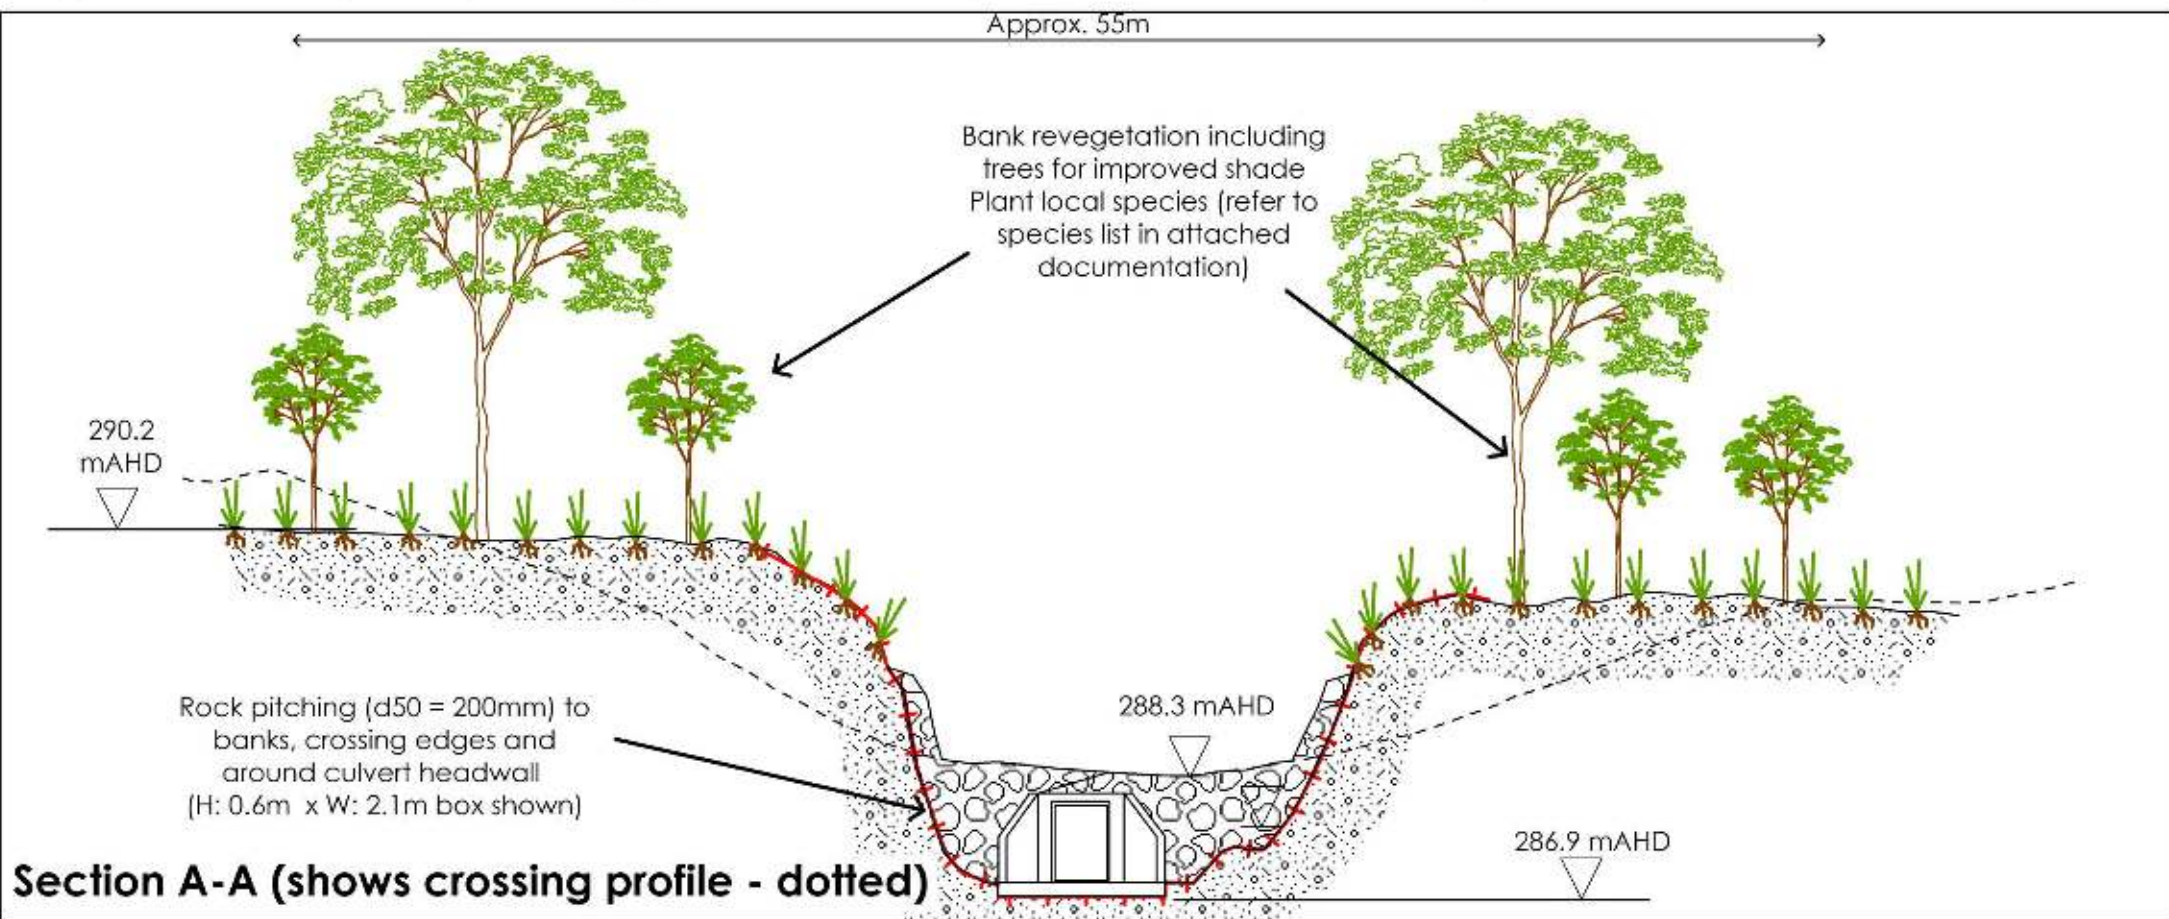 Approx. 55m
Bank revegetation including
trees for improved shade
Plant local species (refer to
species list in attached
documentation)
290.2
mAHD
Rock pitching (d50 = 200mm) to
banks, crossing edges and
around culvert headwall
(H: 0.6m x W: 2.1m box shown)
288.3 mAHD
286.9 mAHD
Section A-A (shows crossing profile - dotted)